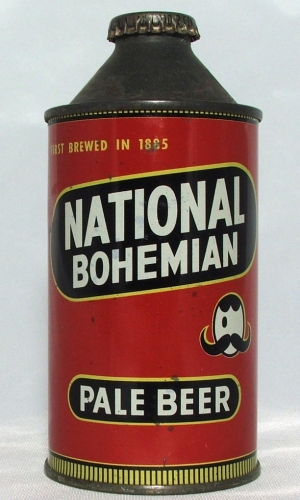 FIRST BREWED IN 1885
NATIONAL
BOHEMIAN
PALE BEER